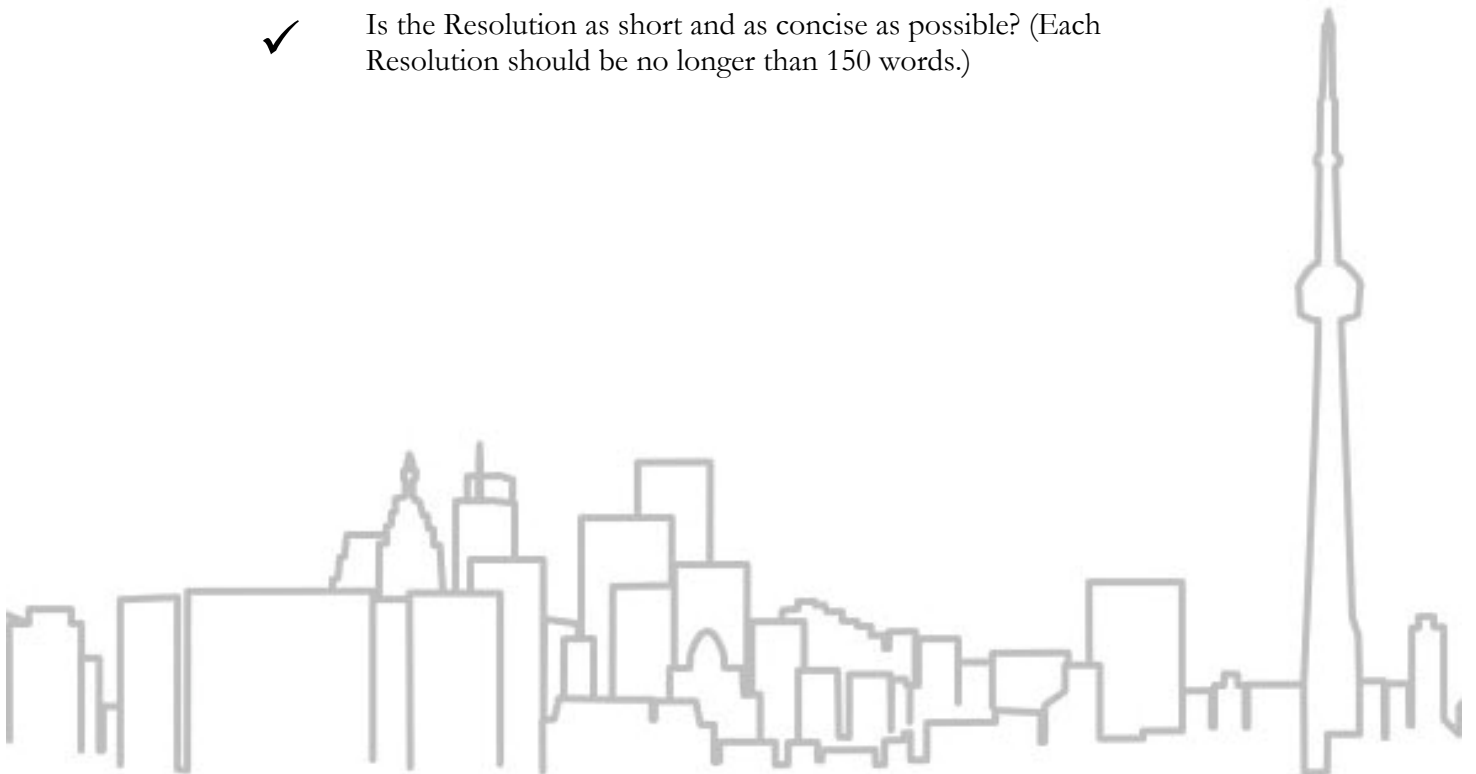 ✓ Is the Resolution as short and as concise as possible? (Each
Resolution should be no longer than 150 words.)